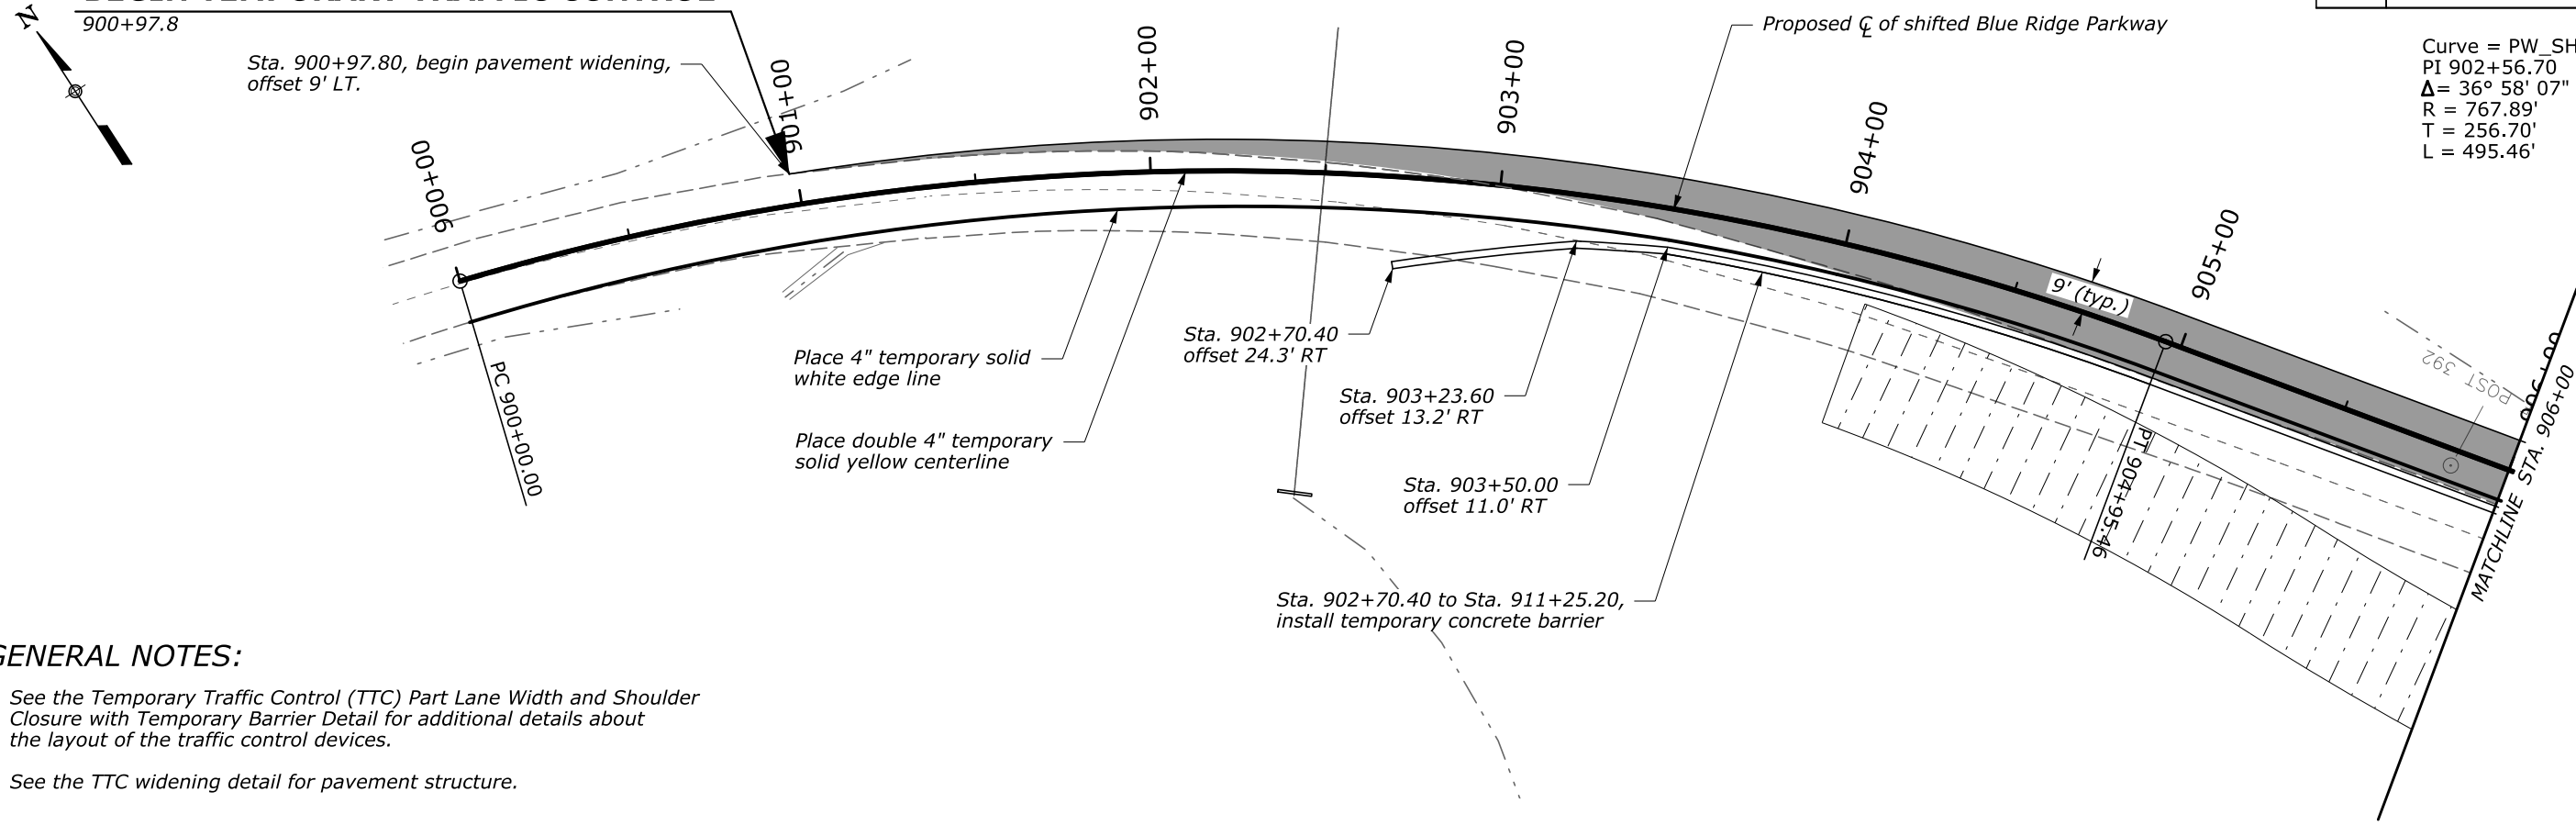 BEGIN TEMPORARY TRAFFIC CONTROL
900+97.8
N
Sta. 900+97.80, begin pavement widening,
offset 9' LT.
900+00
901+00
902+00
903+00
904+00
905+00
Proposed ℄ of shifted Blue Ridge Parkway
Curve = PW_SH
PI 902+56.70
Δ= 36° 58' 07"
R = 767.89'
T = 256.70'
L = 495.46'
9' (typ.)
POST 392
906+00
MATCHLINE STA. 906+00
PC 900+00.00
PT 904+95.46
Place 4" temporary solid
white edge line
Place double 4" temporary
solid yellow centerline
Sta. 902+70.40
offset 24.3' RT
Sta. 903+23.60
offset 13.2' RT
Sta. 903+50.00
offset 11.0' RT
Sta. 902+70.40 to Sta. 911+25.20,
install temporary concrete barrier
GENERAL NOTES:
See the Temporary Traffic Control (TTC) Part Lane Width and Shoulder
Closure with Temporary Barrier Detail for additional details about
the layout of the traffic control devices.
See the TTC widening detail for pavement structure.